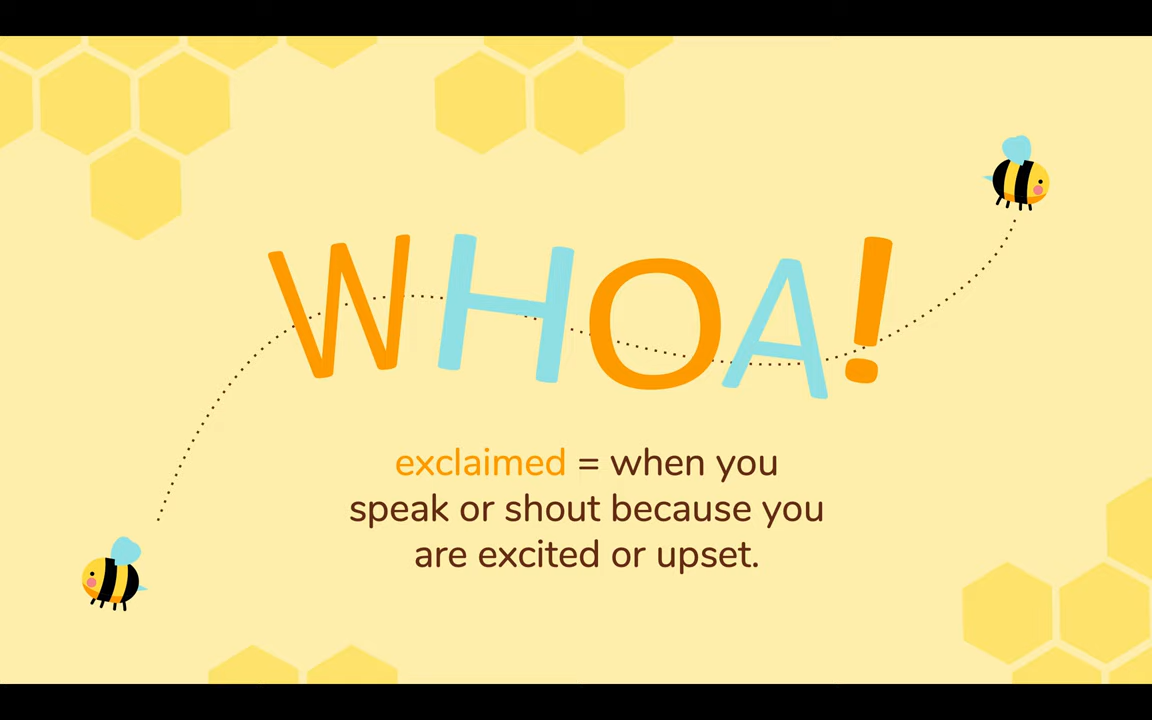 WHOA!
exclaimed = when you
speak or shout because you
are excited or upset.